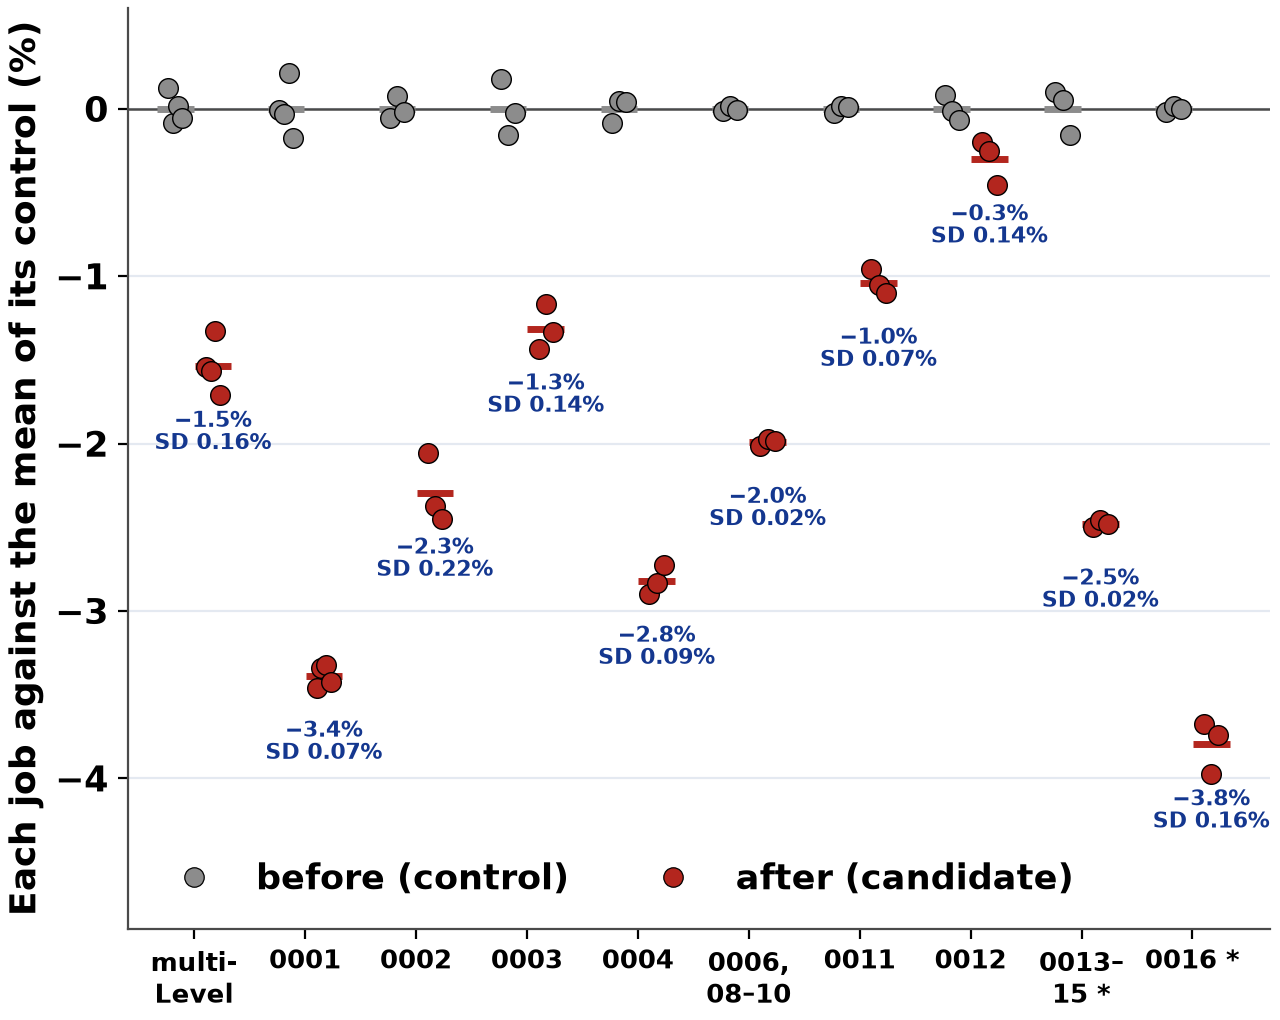 Each job against the mean of its control (%)
0
−1
−2
−3
−4
−0.3%
SD 0.14%
−1.0%
SD 0.07%
−1.3%
SD 0.14%
−1.5%
SD 0.16%
−2.0%
SD 0.02%
−2.3%
SD 0.22%
−2.5%
SD 0.02%
−2.8%
SD 0.09%
−3.4%
SD 0.07%
−3.8%
SD 0.16%
before (control)
after (candidate)
multi-
Level
0001
0002
0003
0004
0006,
08–10
0011
0012
0013–
15 *
0016 *